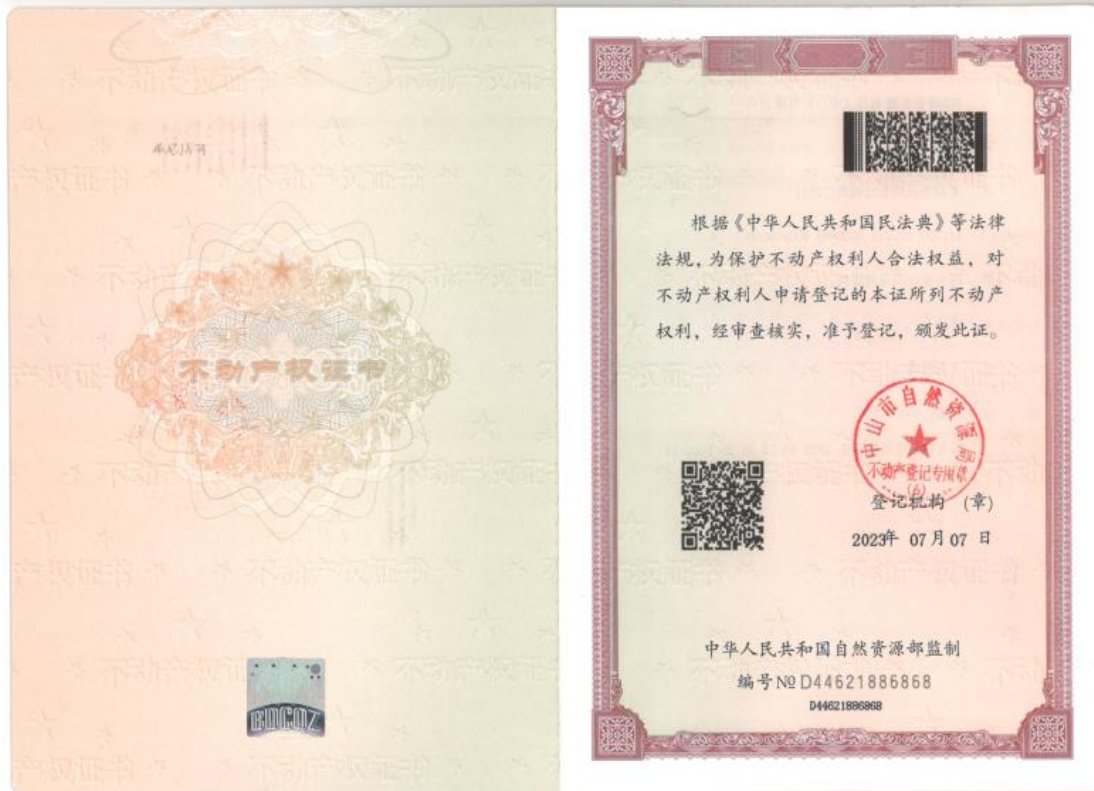 不动产权证书
BDCQZ
根据《中华人民共和国民法典》等法律
法规，为保护不动产权利人合法权益，对
不动产权利人申请登记的本证所列不动产
权利，经审查核实，准予登记，颁发此证。
中山市自然资源局
不动产登记专用章
(6)
登记机构 (章)
2023年 07月07 日
中华人民共和国自然资源部监制
编号№D44621886868
D44621886868